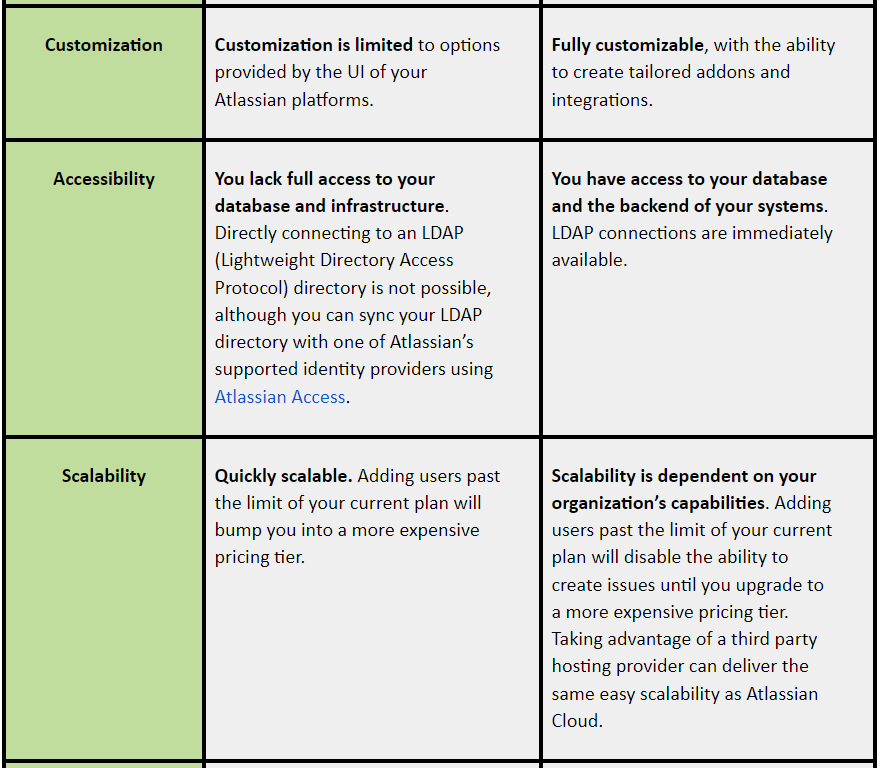 Customization
Customization is limited to options
provided by the UI of your
Atlassian platforms.
Fully customizable, with the ability
to create tailored addons and
integrations.
Accessibility
You lack full access to your
database and infrastructure.
Directly connecting to an LDAP
(Lightweight Directory Access
Protocol) directory is not possible,
although you can sync your LDAP
directory with one of Atlassian’s
supported identity providers using
Atlassian Access.
You have access to your database
and the backend of your systems.
LDAP connections are immediately
available.
Scalability
Quickly scalable. Adding users past
the limit of your current plan will
bump you into a more expensive
pricing tier.
Scalability is dependent on your
organization’s capabilities. Adding
users past the limit of your current
plan will disable the ability to
create issues until you upgrade to
a more expensive pricing tier.
Taking advantage of a third party
hosting provider can deliver the
same easy scalability as Atlassian
Cloud.